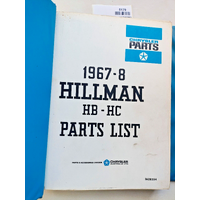 CHRYSLER
PARTS
1967-8
HILLMAN
HB - HC
PARTS LIST
CHRYSLER